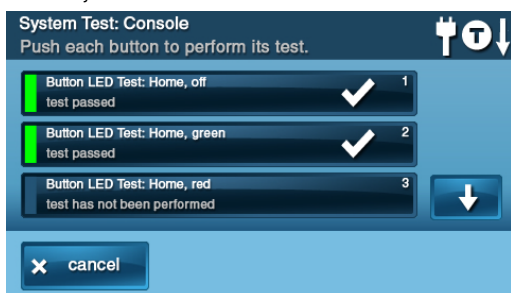 System Test: Console
Push each button to perform its test.
T
Button LED Test: Home, off
1
test passed
Button LED Test: Home, green
2
test passed
Button LED Test: Home, red
3
test has not been performed
cancel